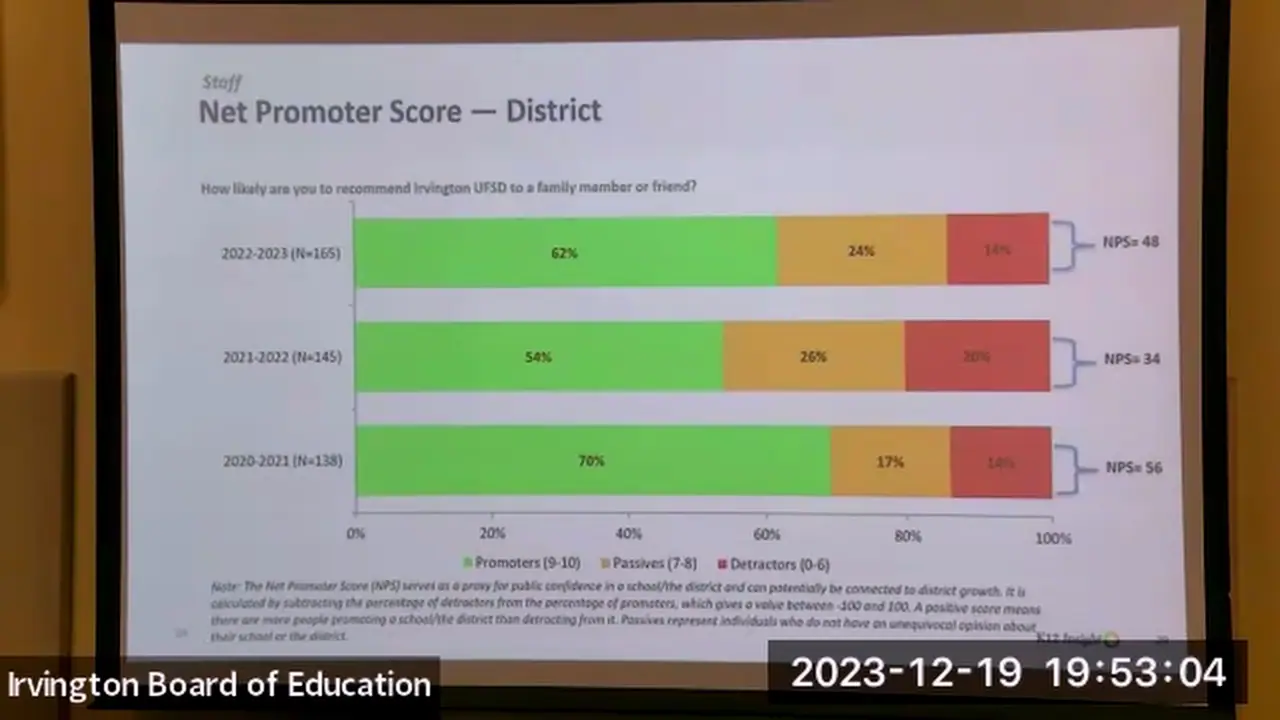 Staff
Net Promoter Score — District
How likely are you to recommend Irvington UFSD to a family member or friend?
2022-2023 (N=165)
62%
24%
14%
NPS= 48
2021-2022 (N=145)
54%
26%
20%
NPS= 34
2020-2021 (N=138)
70%
17%
14%
NPS= 56
0%
20%
40%
60%
80%
100%
Promoters (9-10)
Passives (7-8)
Detractors (0-6)
Note: The Net Promoter Score (NPS) serves as a proxy for public confidence in a school/the district and can potentially be connected to district growth. It is
calculated by subtracting the percentage of detractors from the percentage of promoters, which gives a value between -100 and 100. A positive score means
there are more people promoting a school/the district than detracting from it. Passives represent individuals who do not have an unequivocal opinion about
their school or the district.
K12 Insight
Irvington Board of Education
2023-12-19 19:53:04